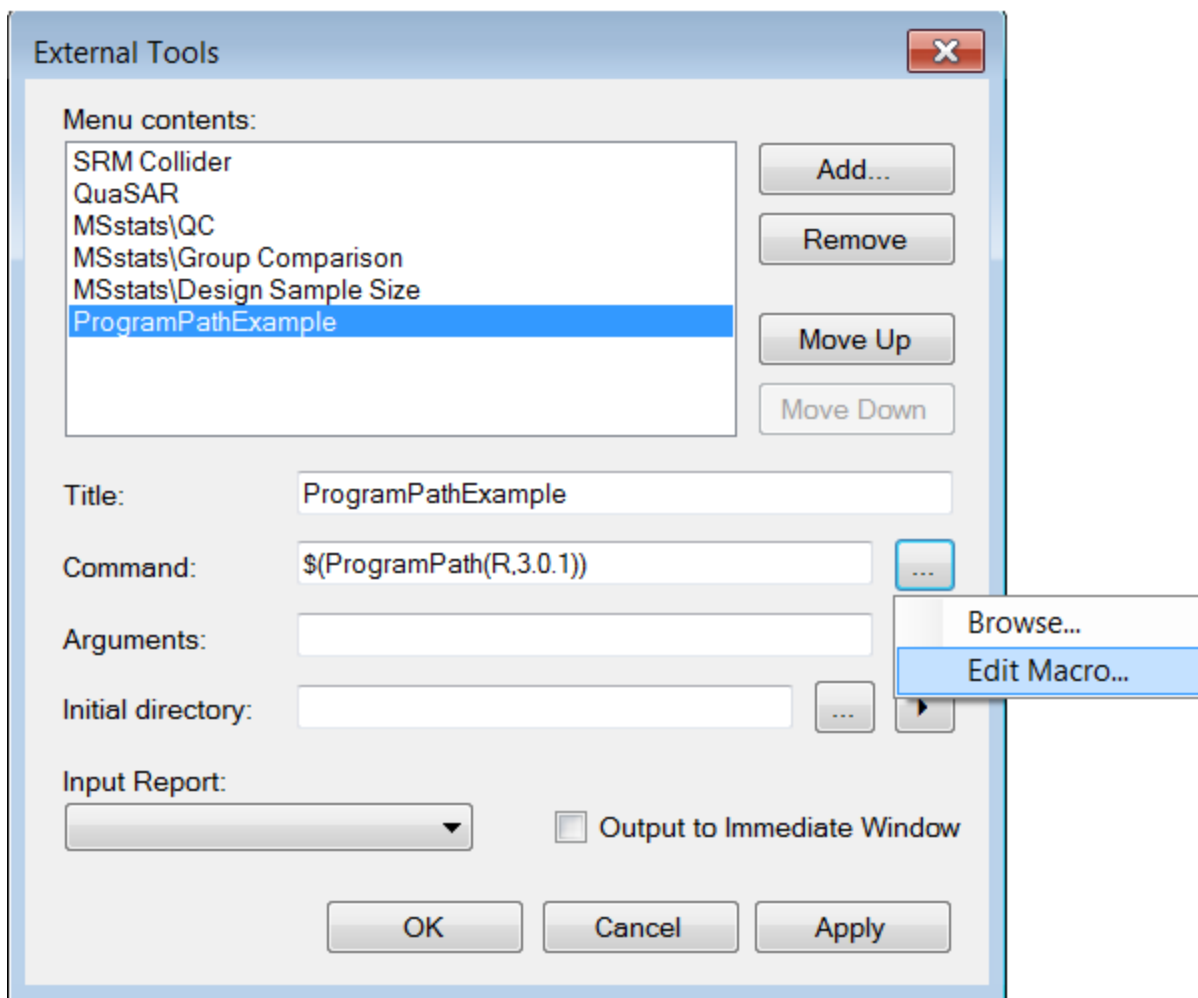 External Tools
Menu contents:
SRM Collider
QuaSAR
MSstats\QC
MSstats\Group Comparison
MSstats\Design Sample Size
ProgramPathExample
Add...
Remove
Move Up
Move Down
Title:
ProgramPathExample
Command:
$(ProgramPath(R,3.0.1))
...
Browse...
Edit Macro...
Arguments:
Initial directory:
...
Input Report:
Output to Immediate Window
OK
Cancel
Apply